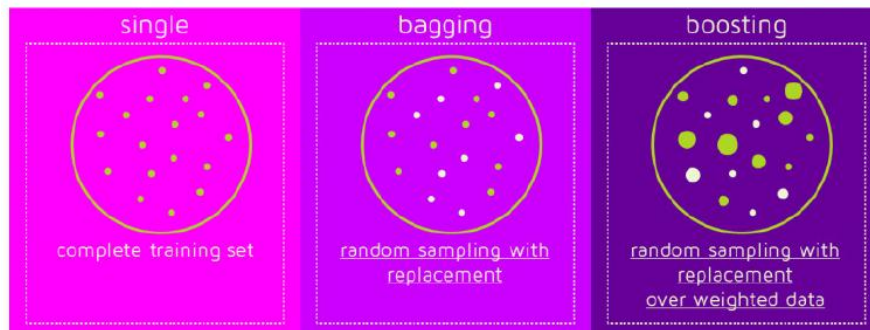 single
complete training set
bagging
random sampling with
replacement
boosting
random sampling with
replacement
over weighted data